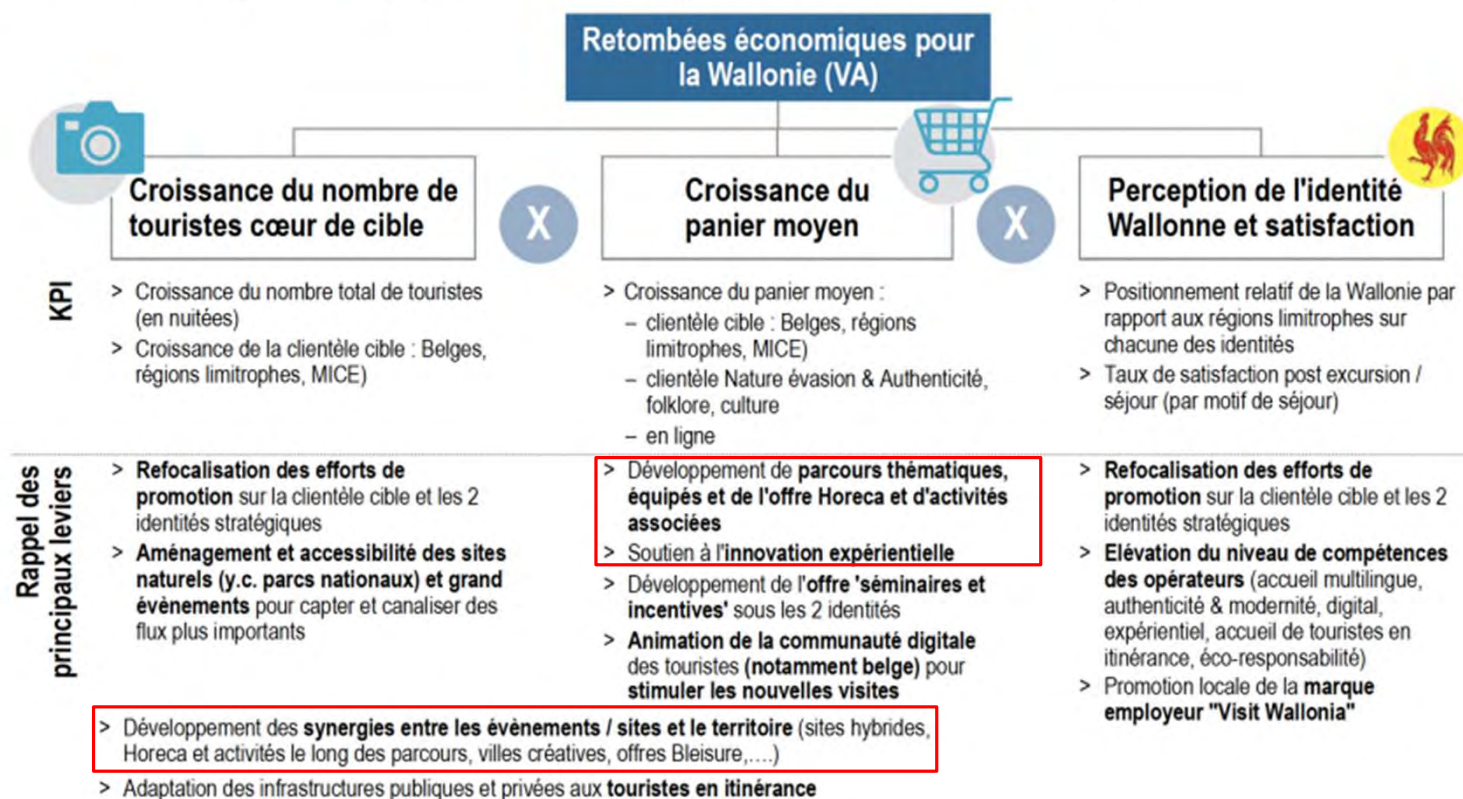 Retombées économiques pour
la Wallonie (VA)
Croissance du nombre de
touristes cœur de cible
X
Croissance du
panier moyen
X
Perception de l'identité
Wallonne et satisfaction
KPI
> Croissance du nombre total de touristes
(en nuitées)
> Croissance de la clientèle cible : Belges,
régions limitrophes, MICE)
> Croissance du panier moyen :
– clientèle cible : Belges, régions
limitrophes, MICE)
– clientèle Nature évasion & Authenticité,
folklore, culture
– en ligne
> Positionnement relatif de la Wallonie par
rapport aux régions limitrophes sur
chacune des identités
> Taux de satisfaction post excursion /
séjour (par motif de séjour)
Rappel des
principaux leviers
> Refocalisation des efforts de
promotion sur la clientèle cible et les 2
identités stratégiques
> Aménagement et accessibilité des sites
naturels (y.c. parcs nationaux) et grand
évènements pour capter et canaliser des
flux plus importants
> Développement de parcours thématiques,
équipés et de l'offre Horeca et d'activités
associées
> Soutien à l'innovation expérientielle
> Développement de l'offre 'séminaires et
incentives' sous les 2 identités
> Animation de la communauté digitale
des touristes (notamment belge) pour
stimuler les nouvelles visites
> Refocalisation des efforts de
promotion sur la clientèle cible et les 2
identités stratégiques
> Elévation du niveau de compétences
des opérateurs (accueil multilingue,
authenticité & modernité, digital,
expérientiel, accueil de touristes en
itinérance, éco-responsabilité)
> Promotion locale de la marque
employeur "Visit Wallonia"
> Développement des synergies entre les évènements / sites et le territoire (sites hybrides,
Horeca et activités le long des parcours, villes créatives, offres Bleisure,....)
> Adaptation des infrastructures publiques et privées aux touristes en itinérance